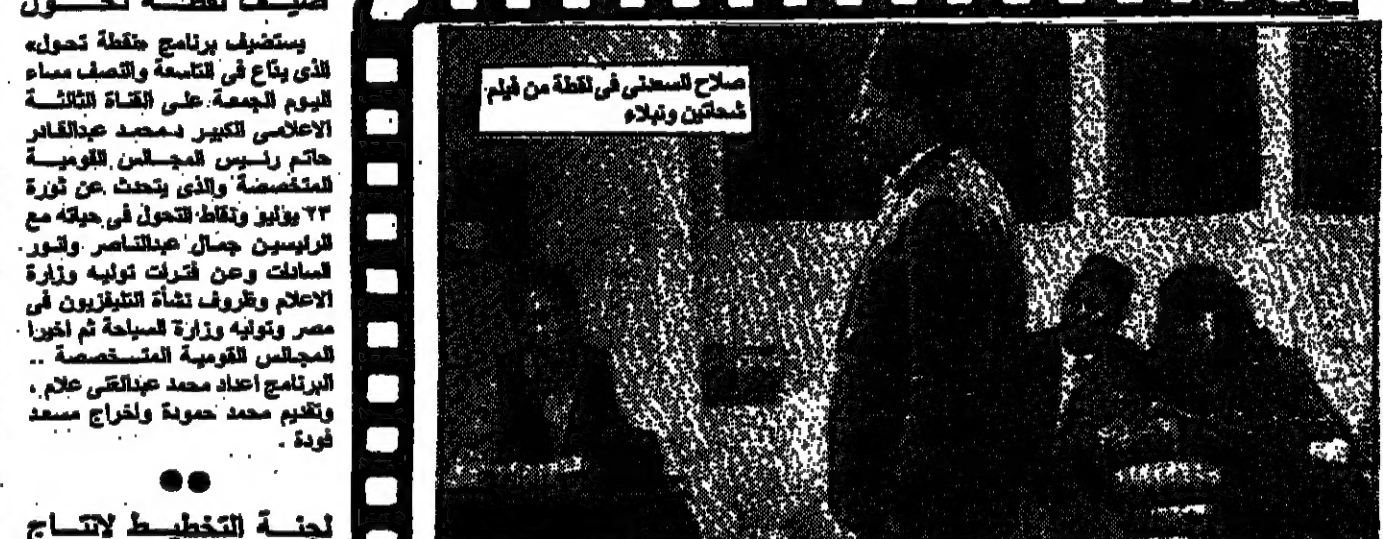 ضيف نقطة تحول
يستضيف برنامج «نقطة تحول»
الذى يذاع فى التاسعة والنصف مساء
اليوم الجمعة على القناة الثالثة
الاعلامى الكبير د.محمد عبدالقادر
حاتم رئيس المجالس القومية
المتخصصة والذى يتحدث عن ثورة
٢٣ يوليو ونقاط التحول فى حياته مع
الرئيسين جمال عبدالناصر وانور
السادات وعن فترات توليه وزارة
الاعلام وظروف نشأة التليفزيون فى
مصر وتوليه وزارة السياحة ثم اخيرا
المجالس القومية المتخصصة ..
البرنامج اعداد محمد عبدالغنى علام ،
وتقديم محمد حمودة واخراج مسعد
فودة .
لجنة التخطيط لانتاج
صلاح السعدنى فى لقطة من فيلم
شحاتين ونبلاء